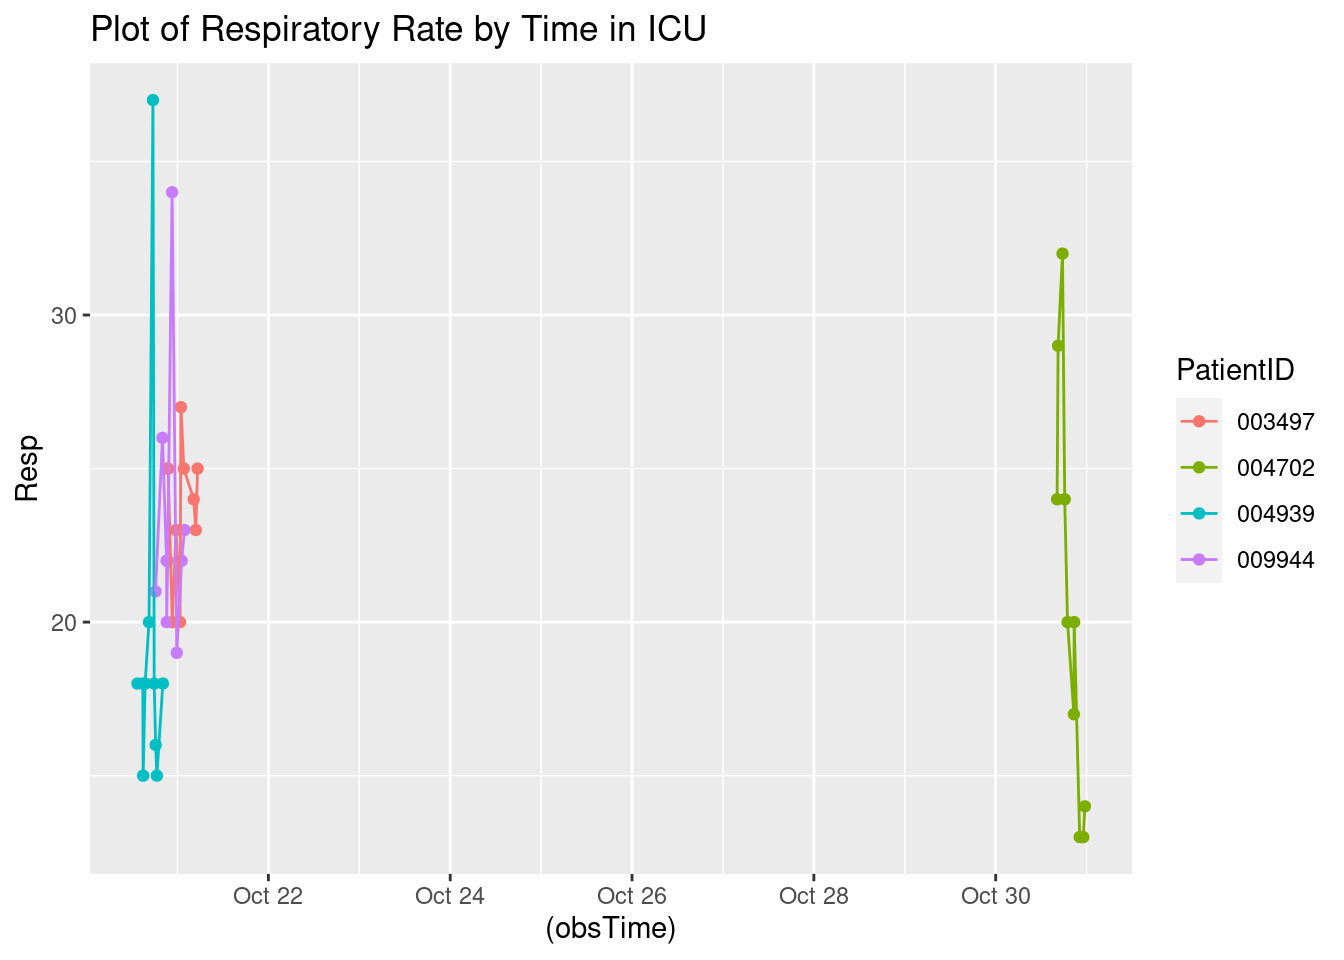 Plot of Respiratory Rate by Time in ICU
30
20
Resp
Oct 22 Oct 24 Oct 26 Oct 28 Oct 30
(obsTime)
PatientID
003497
004702
004939
009944